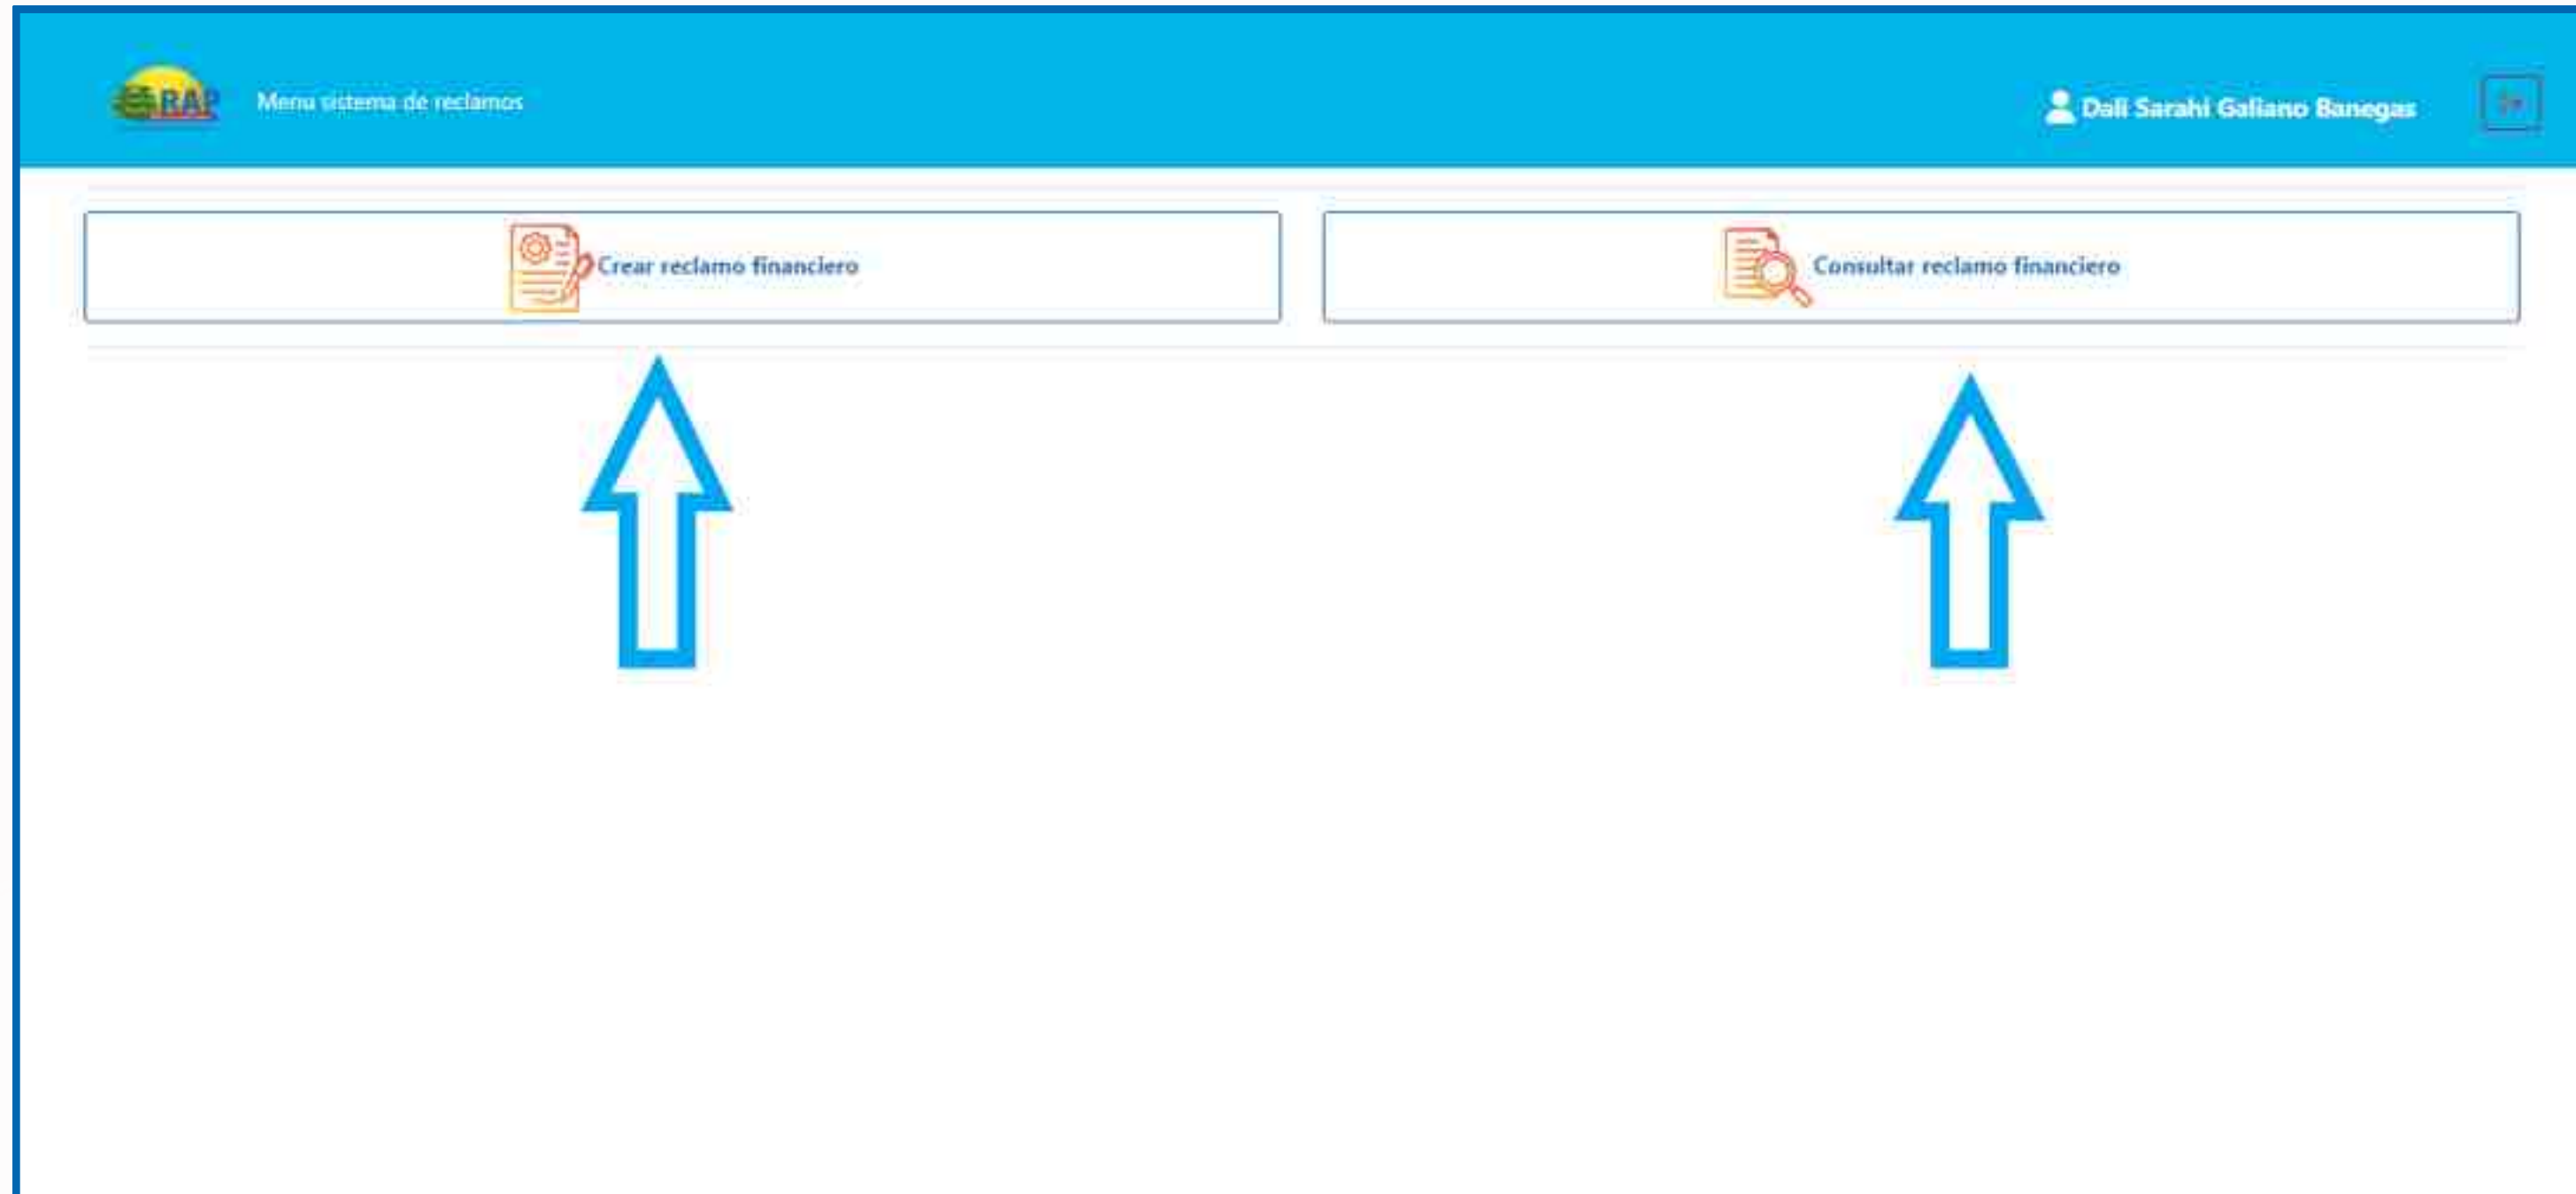 RAP
Menu sistema de reclamos
Dali Sarahi Galiano Banegas
Crear reclamo financiero
Consultar reclamo financiero